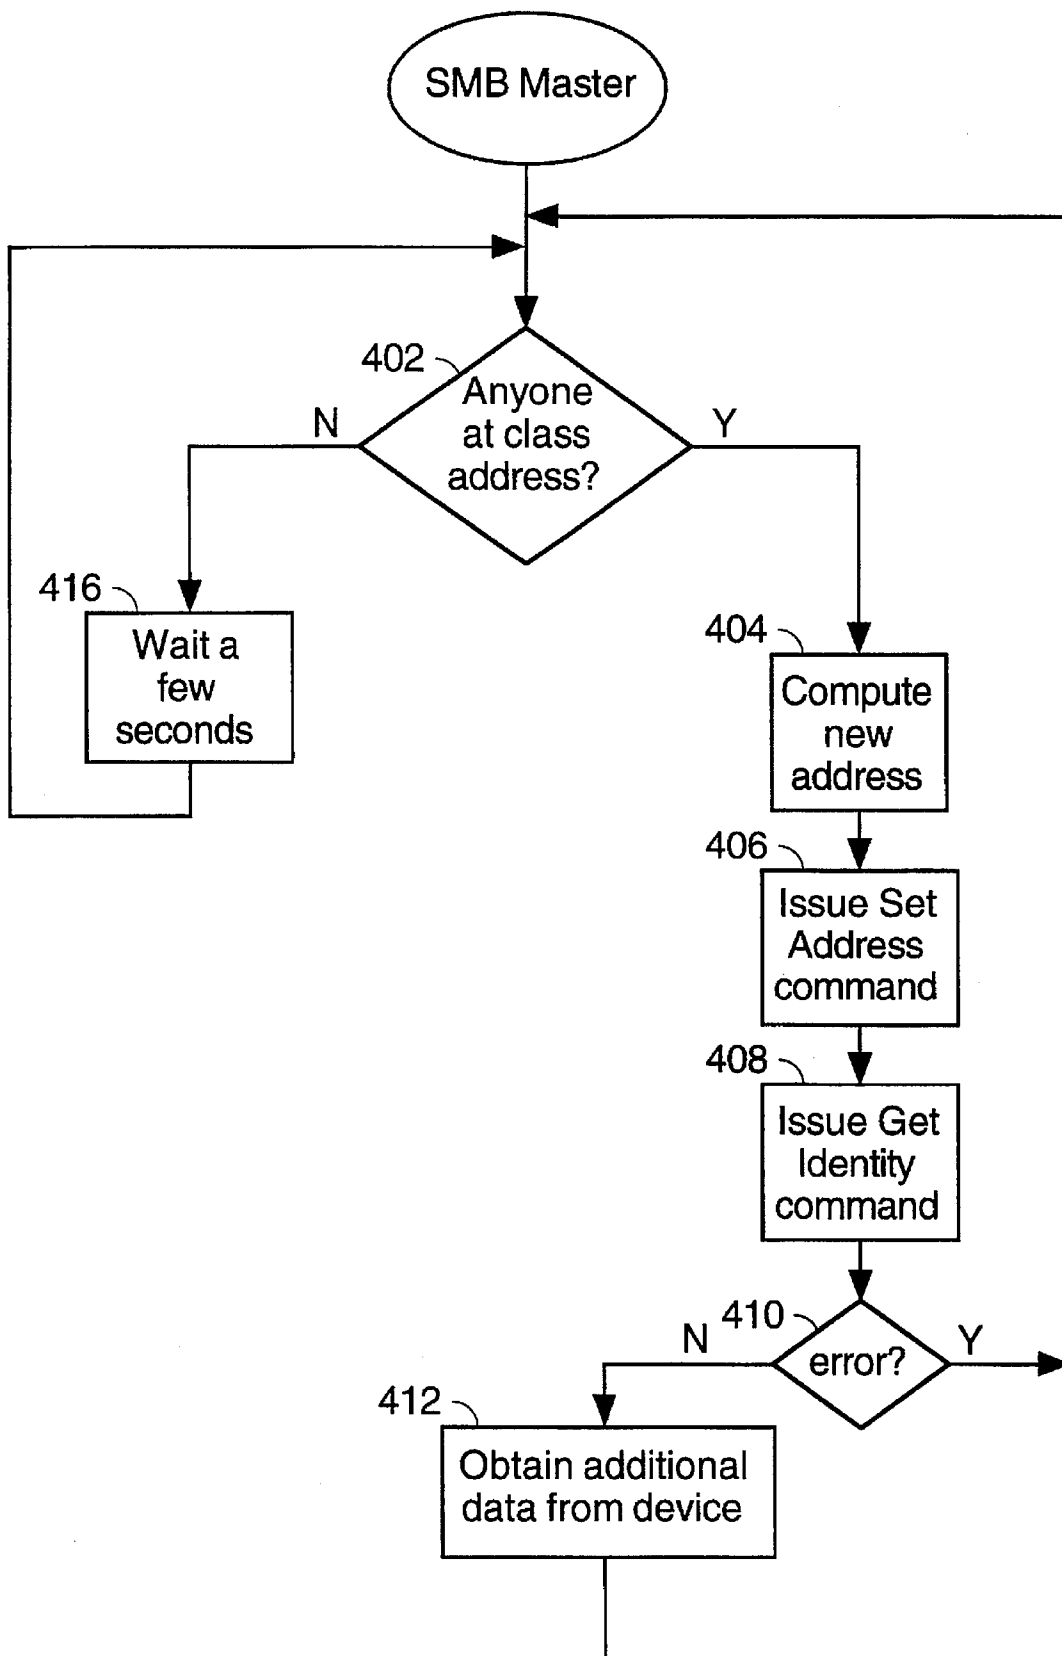 SMB Master
402
Anyone
at class
address?
N
Y
416
Wait a
few
seconds
404
Compute
new
address
406
Issue Set
Address
command
408
Issue Get
Identity
command
410
error?
N
Y
412
Obtain additional
data from device